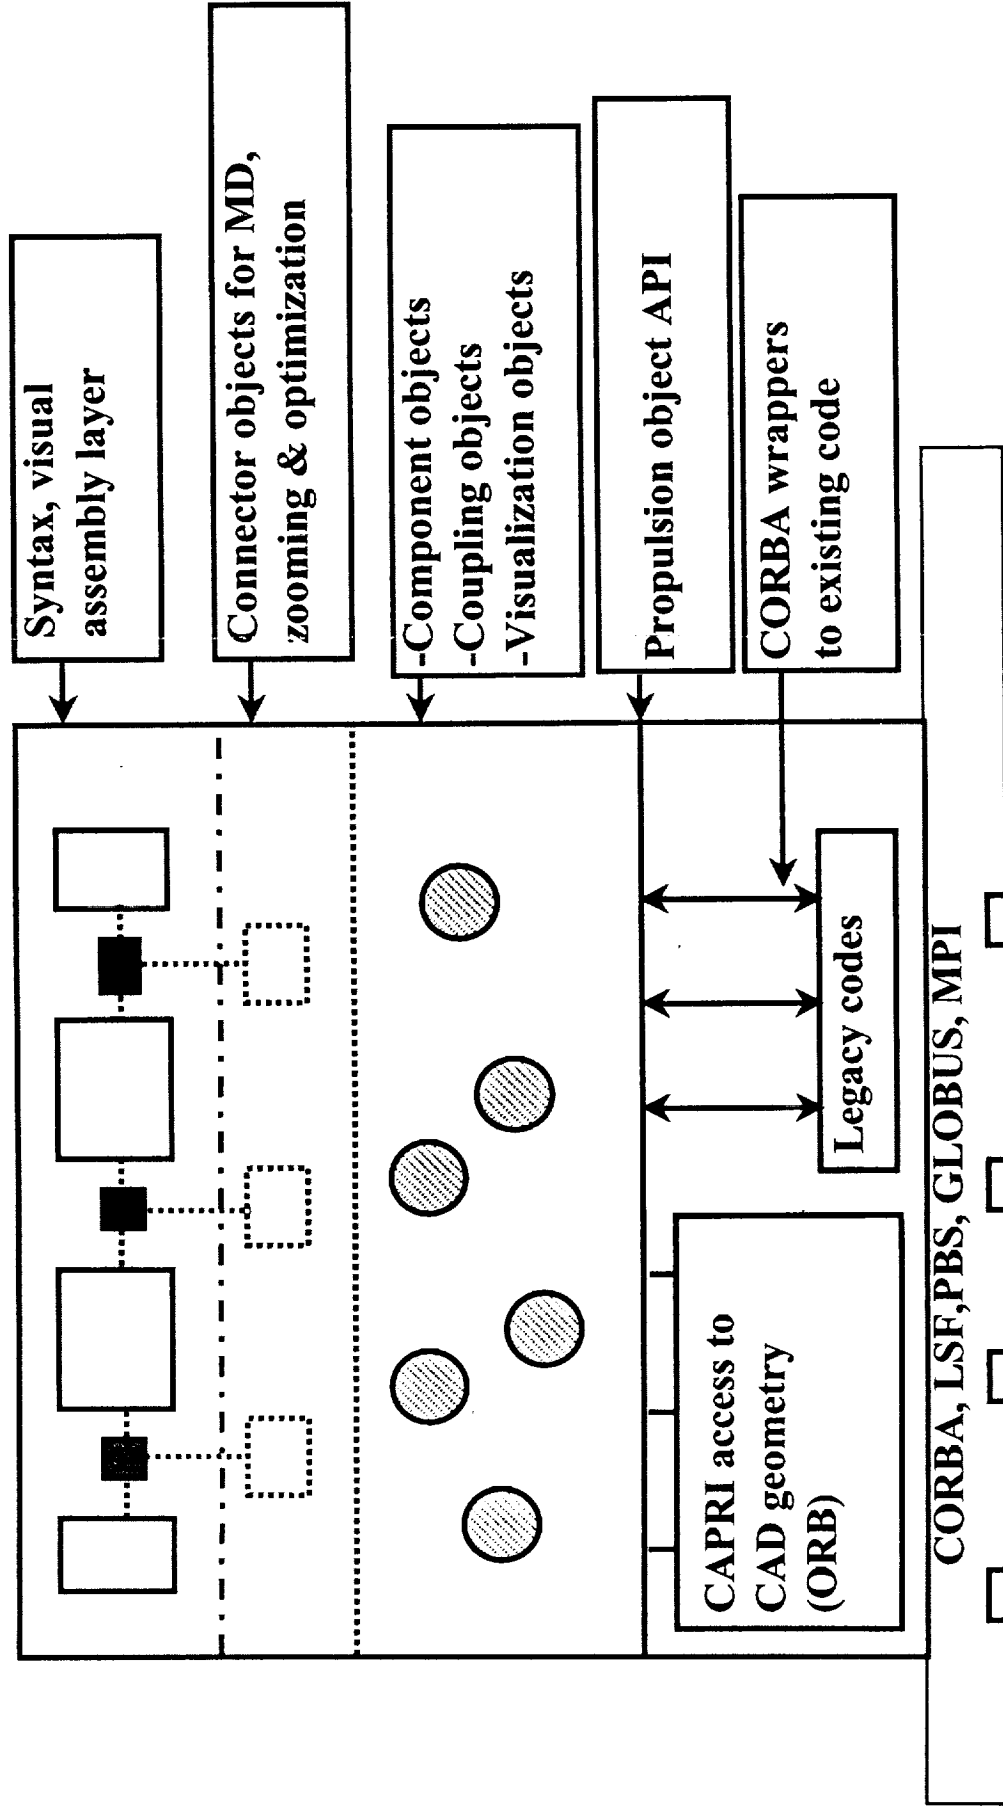 Syntax, visual
assembly layer
Connector objects for MD,
zooming & optimization
-Component objects
-Coupling objects
-Visualization objects
Propulsion object API
CORBA wrappers
to existing code
Legacy codes
CAPRI access to
CAD geometry
(ORB)
CORBA, LSF,PBS, GLOBUS, MPI